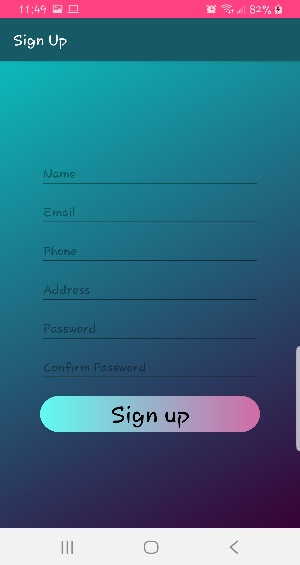 11:49
82%
Sign Up
Name
Email
Phone
Address
Password
Confirm Password
Sign up